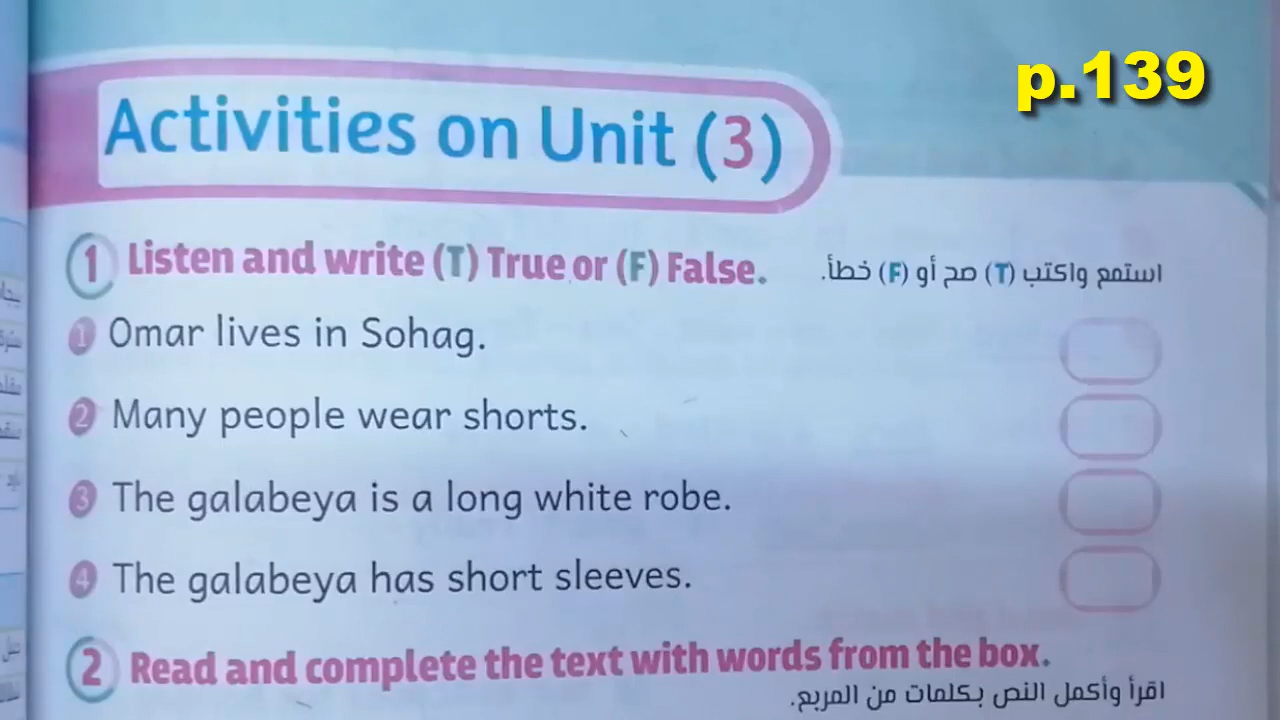 p.139
Activities on Unit (3)
1 Listen and write (T) True or (F) False. استمع واكتب (T) صح أو (F) خطأ.
1 Omar lives in Sohag.
2 Many people wear shorts.
3 The galabeya is a long white robe.
4 The galabeya has short sleeves.
2 Read and complete the text with words from the box.
اقرأ وأكمل النص بكلمات من المربع.